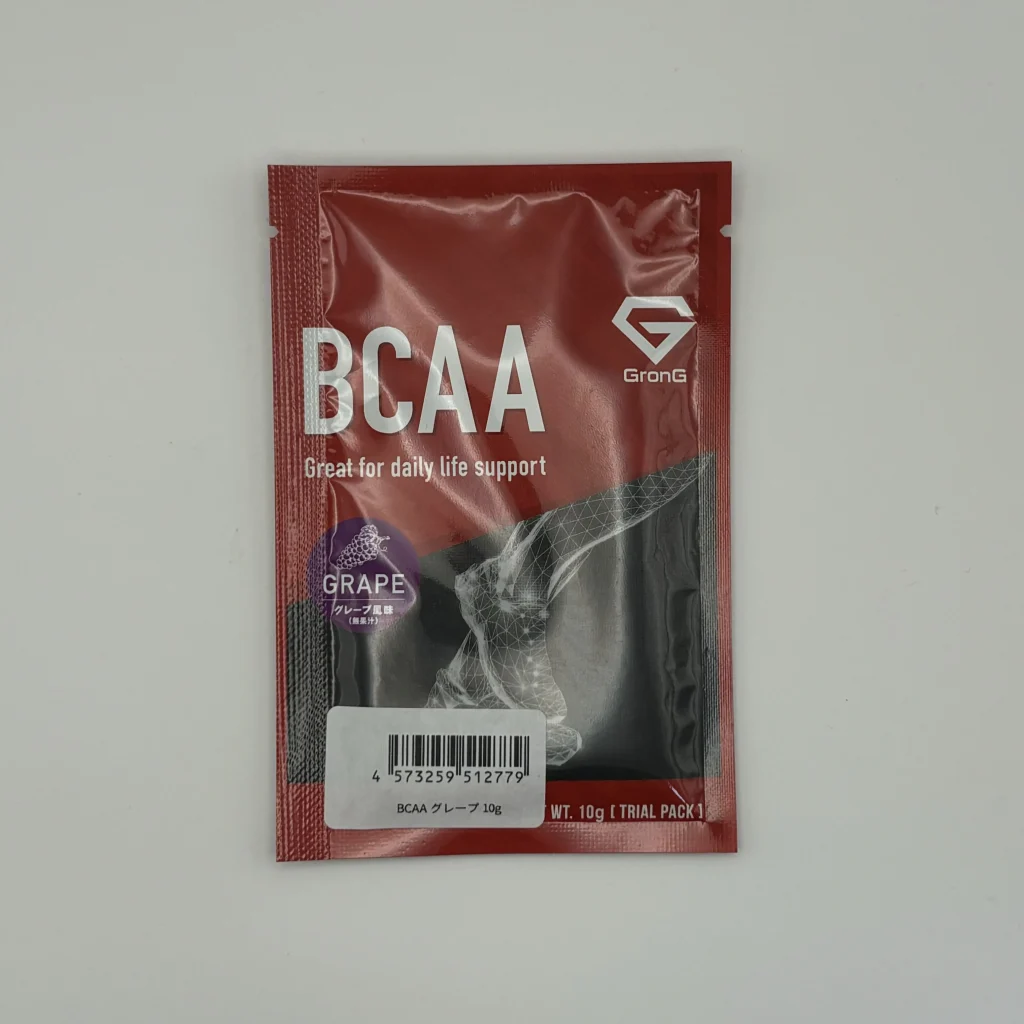 BCAA
GronG
Great for daily life support
GRAPE
グレープ風味
(無果汁)
4 573259 512779
BCAA グレープ 10g
WT. 10g [ TRIAL PACK ]